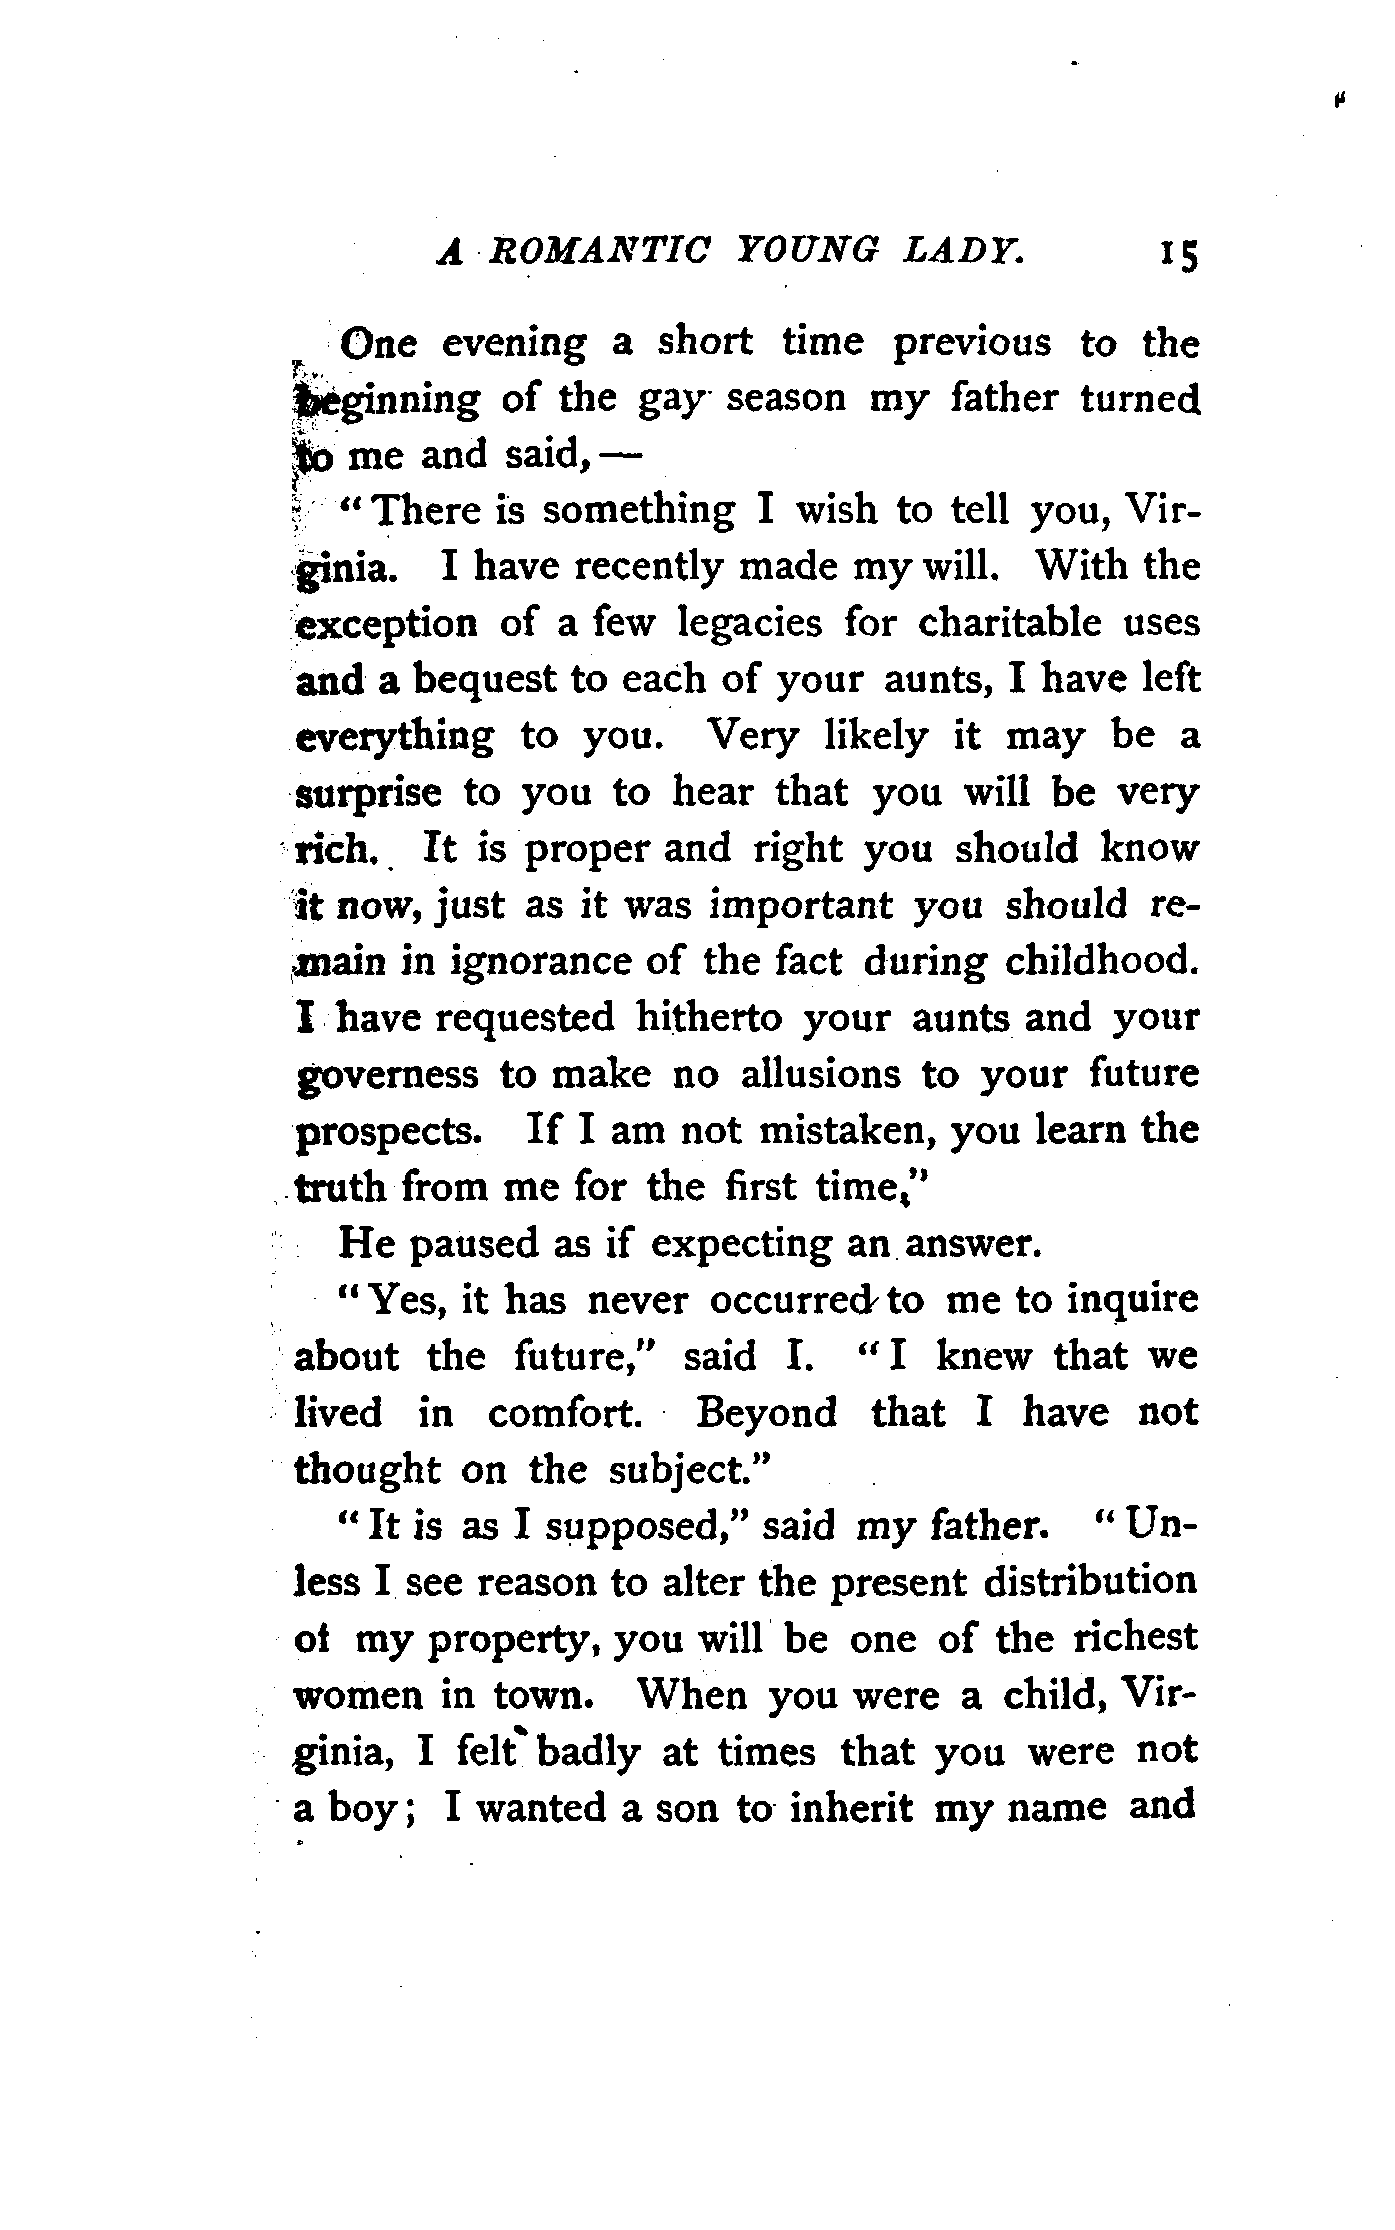 A ROMANTIC YOUNG LADY. 15
One evening a short time previous to the
beginning of the gay season my father turned
to me and said,—
“There is something I wish to tell you, Vir-
ginia. I have recently made my will. With the
exception of a few legacies for charitable uses
and a bequest to each of your aunts, I have left
everything to you. Very likely it may be a
surprise to you to hear that you will be very
rich. It is proper and right you should know
it now, just as it was important you should re-
main in ignorance of the fact during childhood.
I have requested hitherto your aunts and your
governess to make no allusions to your future
prospects. If I am not mistaken, you learn the
truth from me for the first time.”
He paused as if expecting an answer.
“Yes, it has never occurred to me to inquire
about the future,” said I. “I knew that we
lived in comfort. Beyond that I have not
thought on the subject.”
“It is as I supposed,” said my father. “Un-
less I see reason to alter the present distribution
of my property, you will be one of the richest
women in town. When you were a child, Vir-
ginia, I felt badly at times that you were not
a boy; I wanted a son to inherit my name and